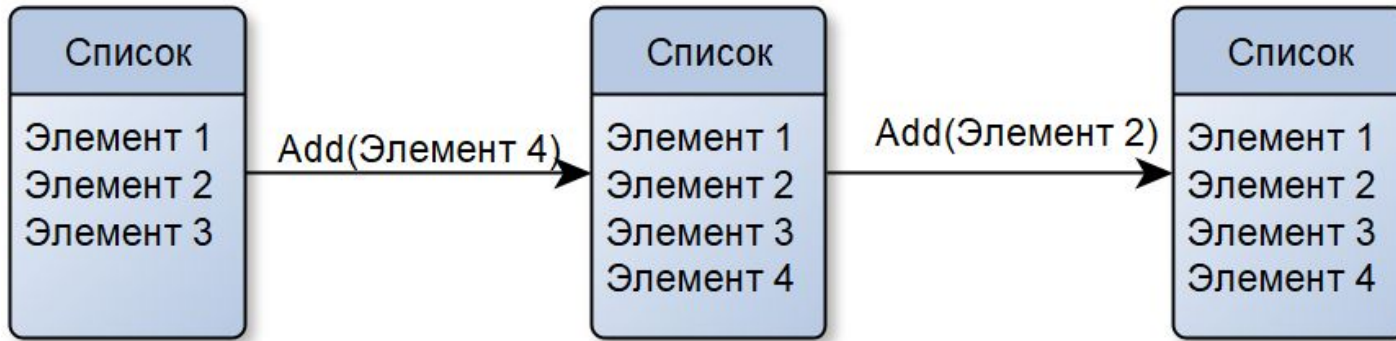 Список
Элемент 1
Элемент 2
Элемент 3
Add(Элемент 4)
Список
Элемент 1
Элемент 2
Элемент 3
Элемент 4
Add(Элемент 2)
Список
Элемент 1
Элемент 2
Элемент 3
Элемент 4